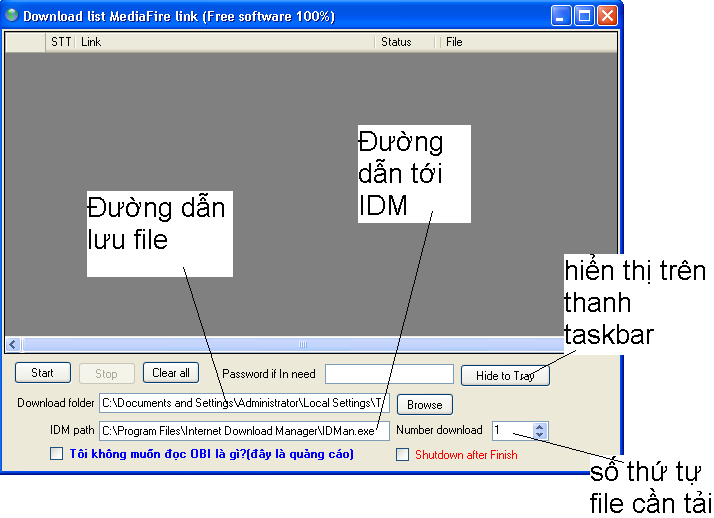 Download list MediaFire link (Free software 100%)
STT Link Status File
Đường
dẫn tới
IDM
Đường dẫn
lưu file
hiển thị trên
thanh
taskbar
Start Stop Clear all Password if In need Hide to Tray
Download folder C:\Documents and Settings\Administrator\Local Settings\T Browse
IDM path C:\Program Files\Internet Download Manager\IDMan.exe Number download 1
Tôi không muốn đọc OBI là gì?(đây là quảng cáo) Shutdown after Finish
số thứ tự
file cần tải